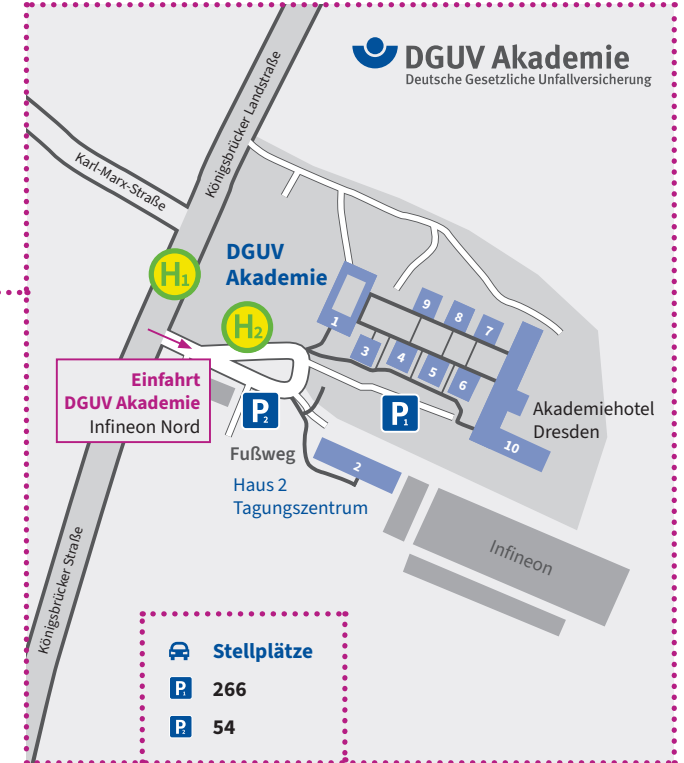 DGUV Akademie
Deutsche Gesetzliche Unfallversicherung
Königsbrücker Landstraße
Karl-Marx-Straße
DGUV
Akademie
H1
H2
1
9
8
7
3
4
5
6
10
2
Einfahrt
DGUV Akademie
Infineon Nord
P2
P1
Akademiehotel
Dresden
Fußweg
Haus 2
Tagungszentrum
Infineon
Königsbrücker Straße
Stellplätze
P1 266
P2 54